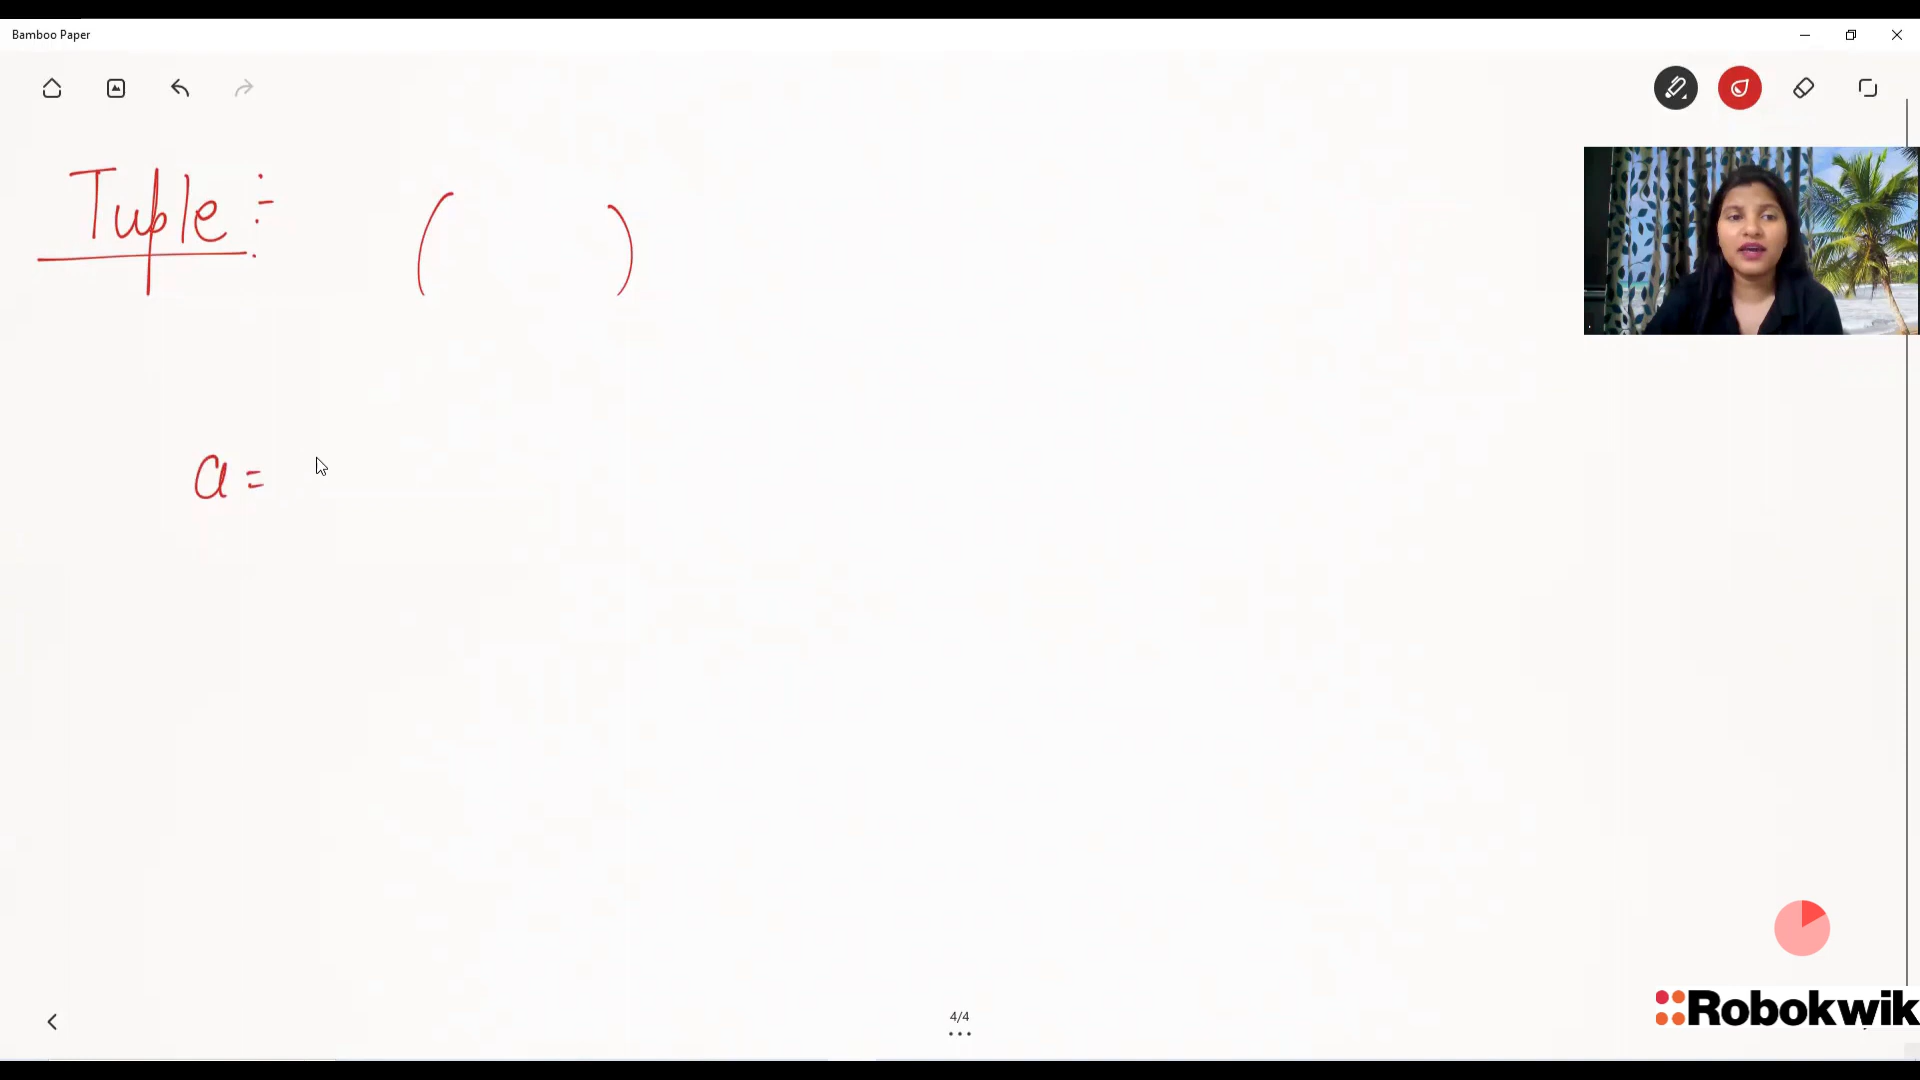 Bamboo Paper
Tuple :- ( )
a =
4/4
Robokwik